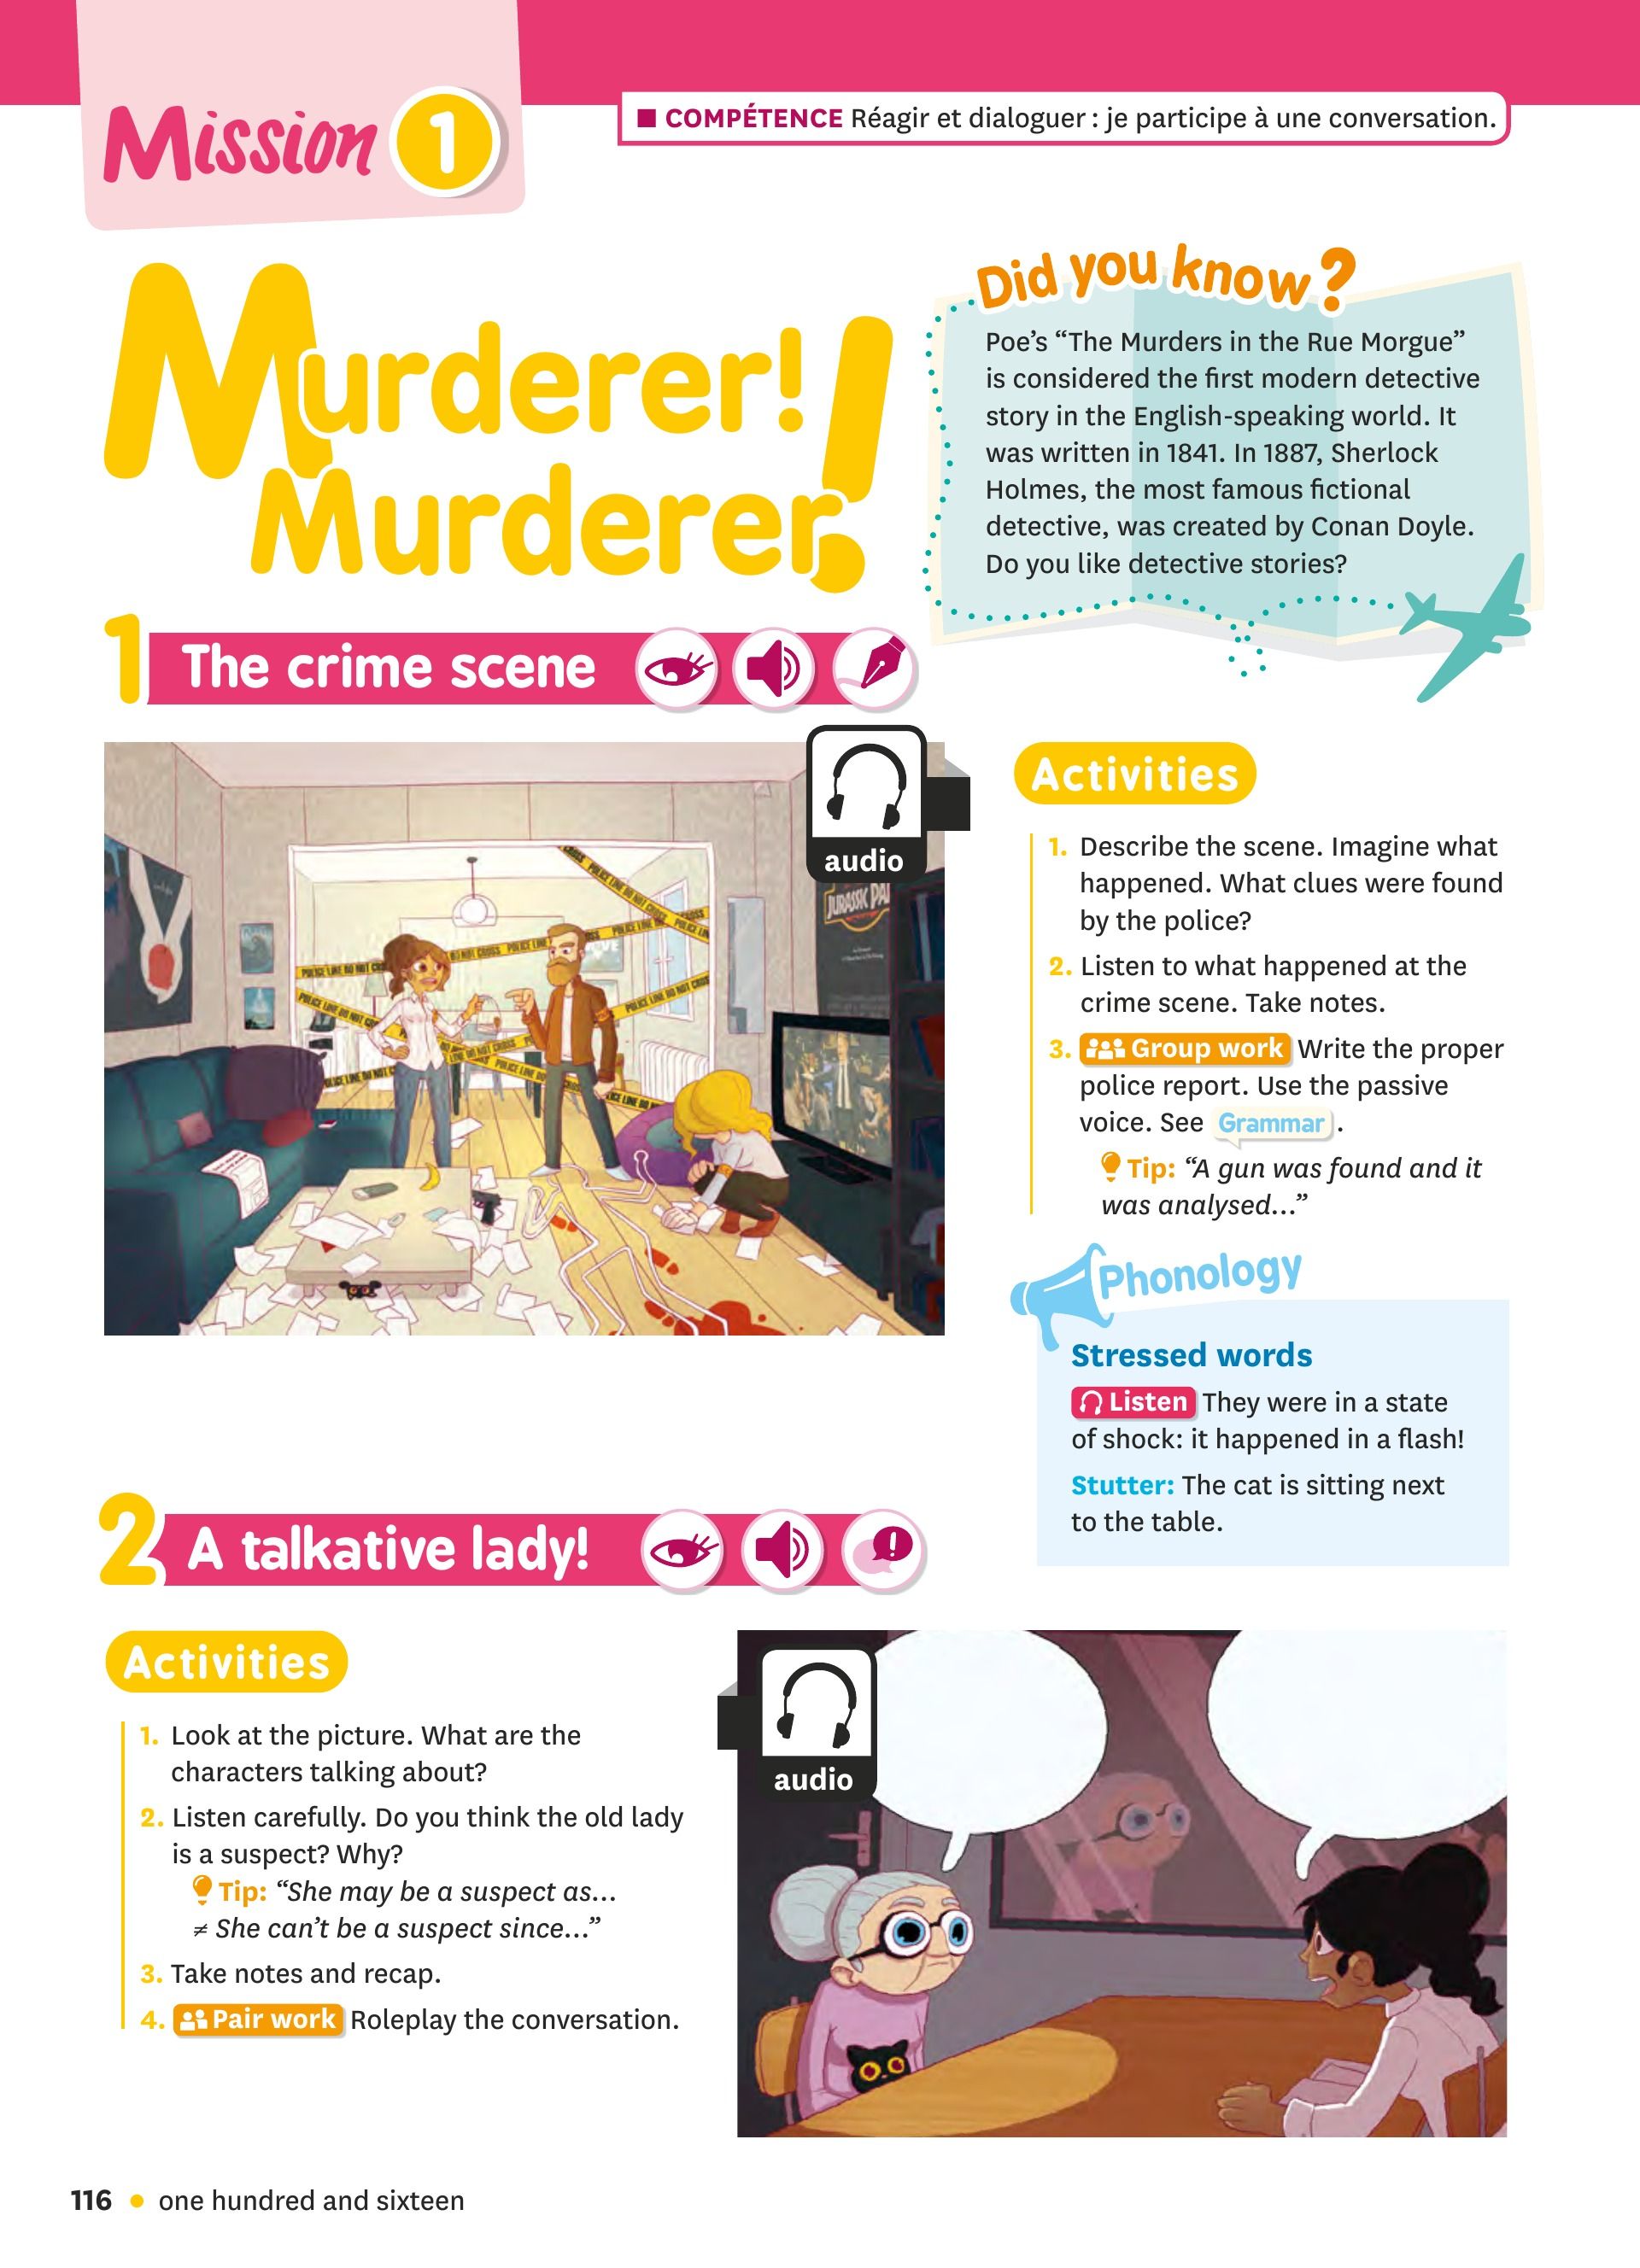 Mission 1
■ COMPÉTENCE Réagir et dialoguer : je participe à une conversation.
Murderer!
Murderer!
Did you know?
Poe’s “The Murders in the Rue Morgue”
is considered the first modern detective
story in the English-speaking world. It
was written in 1841. In 1887, Sherlock
Holmes, the most famous fictional
detective, was created by Conan Doyle.
Do you like detective stories?
1 The crime scene
audio
JURASSIC PA
POLICE LINE DO NOT CROSS
Activities
1. Describe the scene. Imagine what
happened. What clues were found
by the police?
2. Listen to what happened at the
crime scene. Take notes.
3. Group work Write the proper
police report. Use the passive
voice. See Grammar .
Tip: “A gun was found and it
was analysed…”
Phonology
Stressed words
Listen They were in a state
of shock: it happened in a flash!
Stutter: The cat is sitting next
to the table.
2 A talkative lady!
Activities
1. Look at the picture. What are the
characters talking about?
2. Listen carefully. Do you think the old lady
is a suspect? Why?
Tip: “She may be a suspect as…
≠ She can’t be a suspect since…”
3. Take notes and recap.
4. Pair work Roleplay the conversation.
audio
116 • one hundred and sixteen